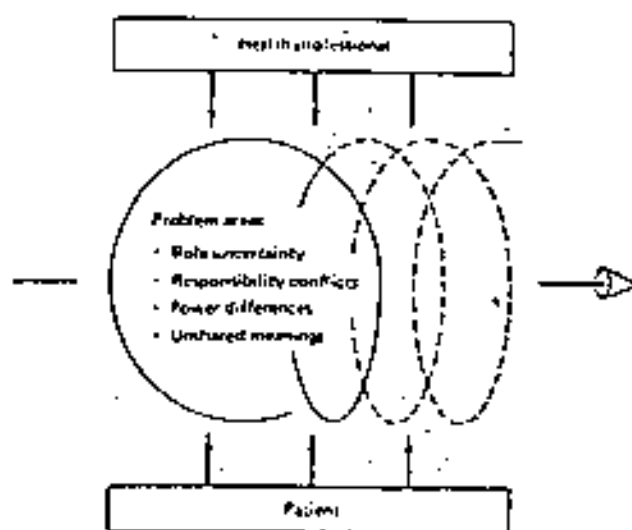 Health professional
Problem areas:
• Role uncertainty
• Responsibility conflicts
• Power differences
• Unshared meanings
Patient